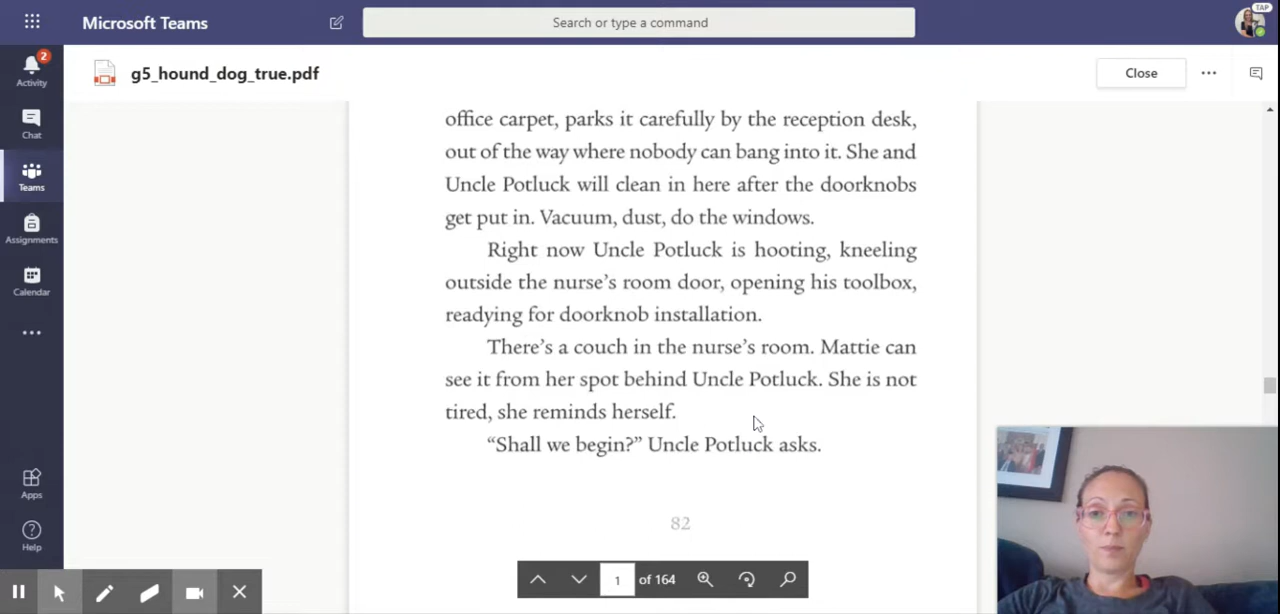 Microsoft Teams
Search or type a command
TAP
2
Activity
Chat
Teams
Assignments
Calendar
Apps
Help
g5_hound_dog_true.pdf
Close
office carpet, parks it carefully by the reception desk,
out of the way where nobody can bang into it. She and
Uncle Potluck will clean in here after the doorknobs
get put in. Vacuum, dust, do the windows.
Right now Uncle Potluck is hooting, kneeling
outside the nurse's room door, opening his toolbox,
readying for doorknob installation.
There's a couch in the nurse's room. Mattie can
see it from her spot behind Uncle Potluck. She is not
tired, she reminds herself.
“Shall we begin?” Uncle Potluck asks.
82
1 of 164